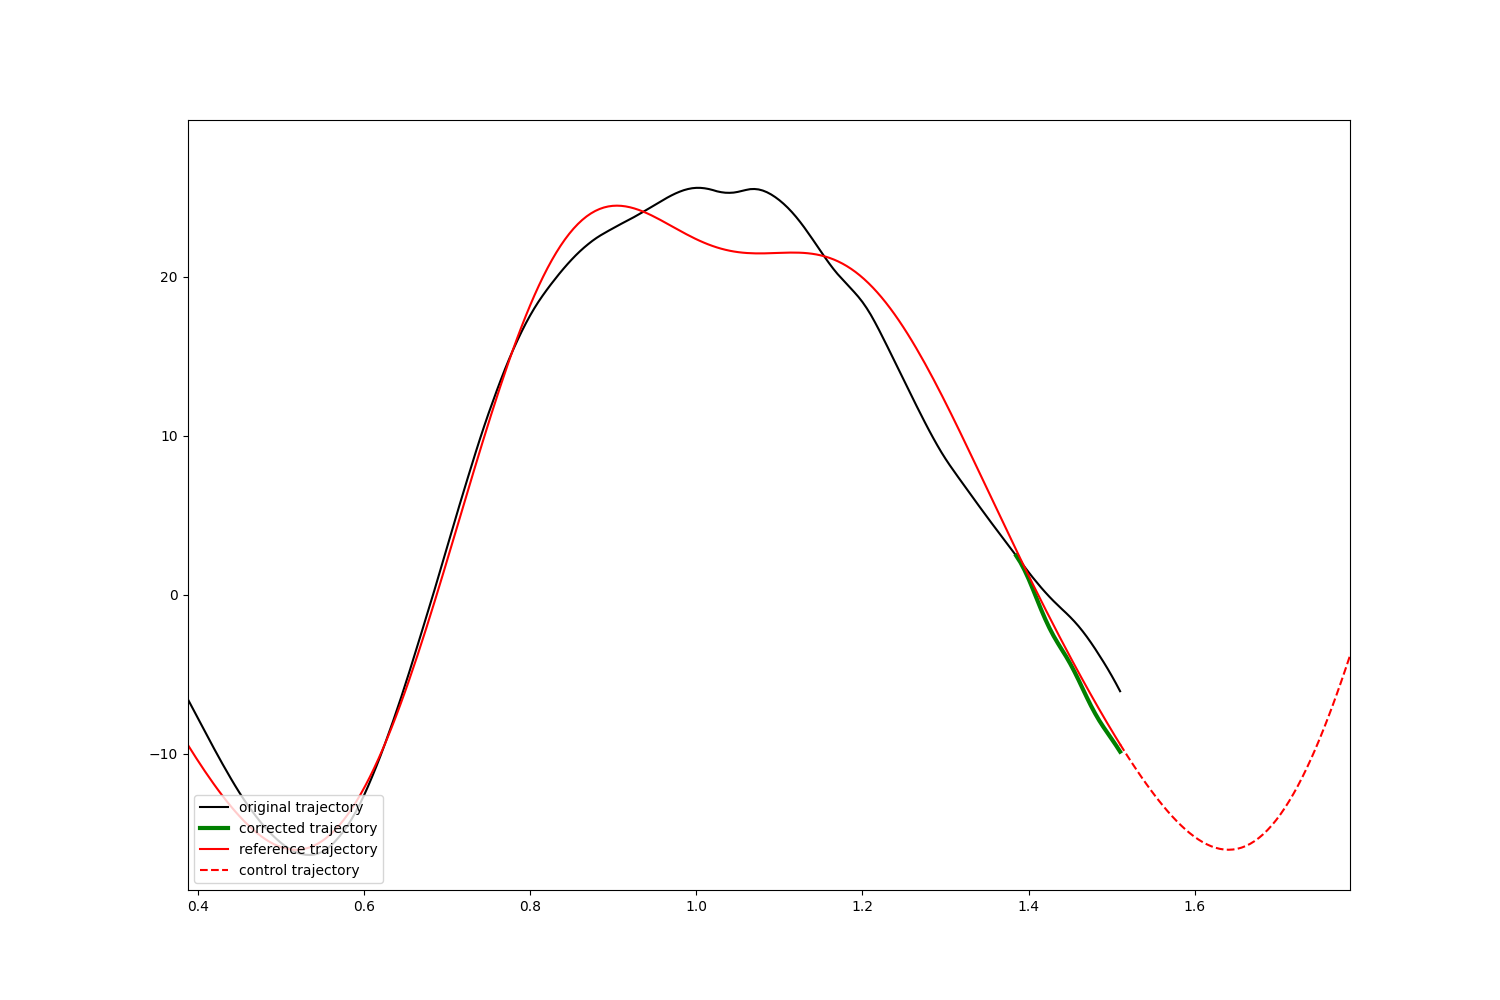 20
10
0
−10
original trajectory
corrected trajectory
reference trajectory
control trajectory
0.4 0.6 0.8 1.0 1.2 1.4 1.6